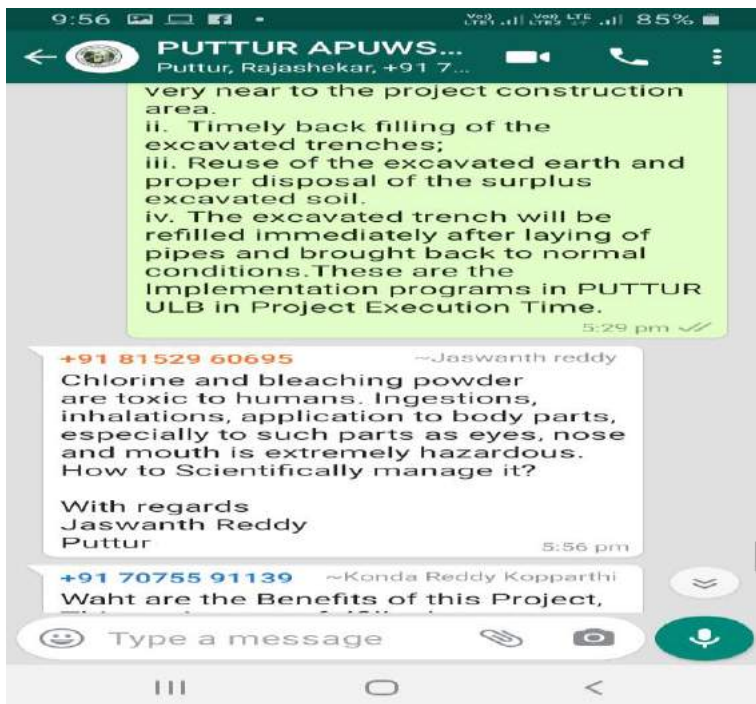 9:56
85%
PUTTUR APUWS...
Puttur, Rajashekar, +91 7...
very near to the project construction
area.
ii. Timely back filling of the
excavated trenches;
iii. Reuse of the excavated earth and
proper disposal of the surplus
excavated soil.
iv. The excavated trench will be
refilled immediately after laying of
pipes and brought back to normal
conditions.These are the
Implementation programs in PUTTUR
ULB in Project Execution Time.
5:29 pm
+91 81529 60695 ~Jaswanth reddy
Chlorine and bleaching powder
are toxic to humans. Ingestions,
inhalations, application to body parts,
especially to such parts as eyes, nose
and mouth is extremely hazardous.
How to Scientifically manage it?
With regards
Jaswanth Reddy
Puttur
5:56 pm
+91 70755 91139 ~Konda Reddy Kopparthi
Waht are the Benefits of this Project,
Type a message